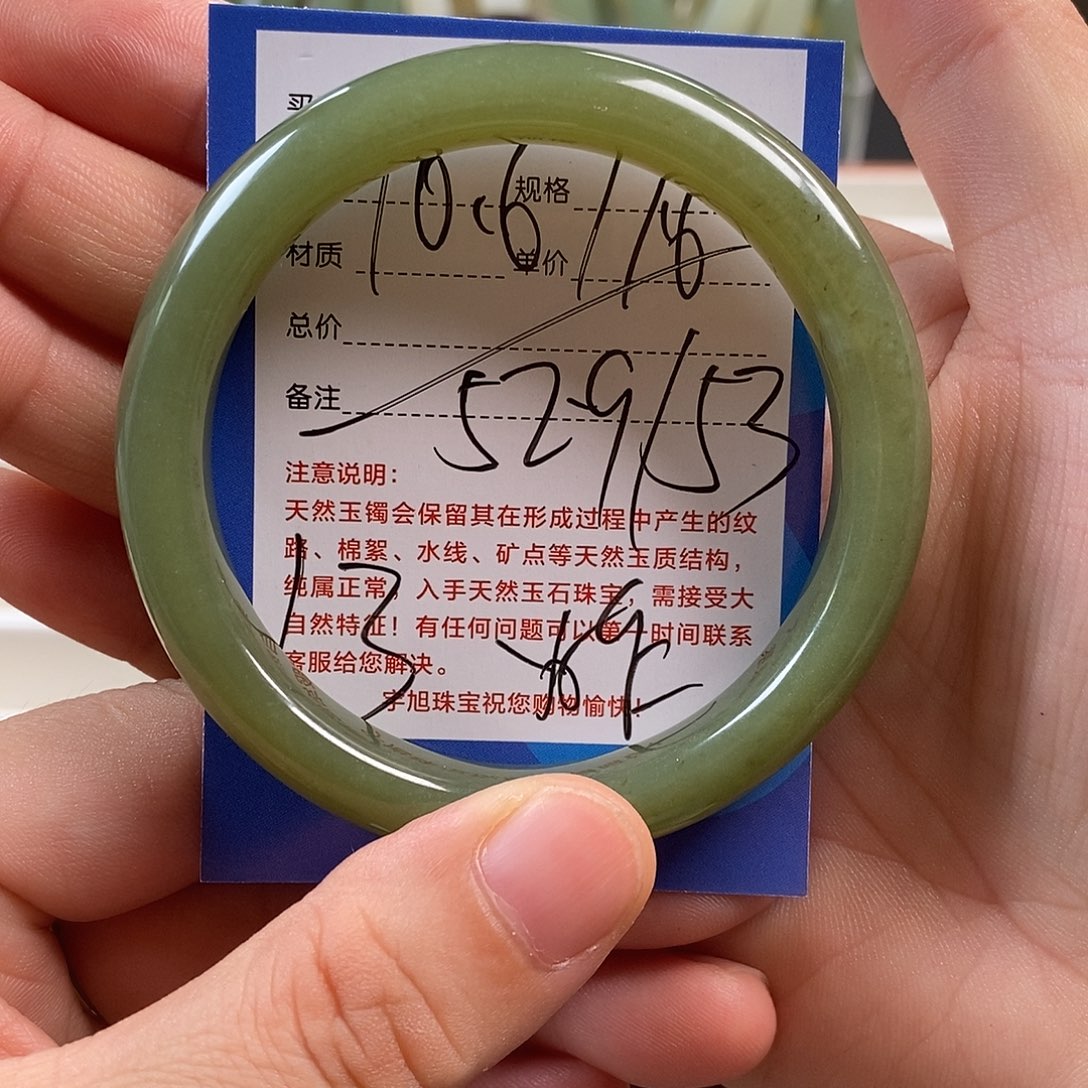 规格
10.6/116
材质 单价
总价
52.9/53
备注
注意说明：
天然玉镯会保留其在形成过程中产生的纹
路、棉絮、水线、矿点等天然玉质结构，
纯属正常，入手天然玉石珠宝，需接受大
自然特征！有任何问题可以第一时间联系
客服给您解决。
13
宇旭珠宝祝您购物愉快！